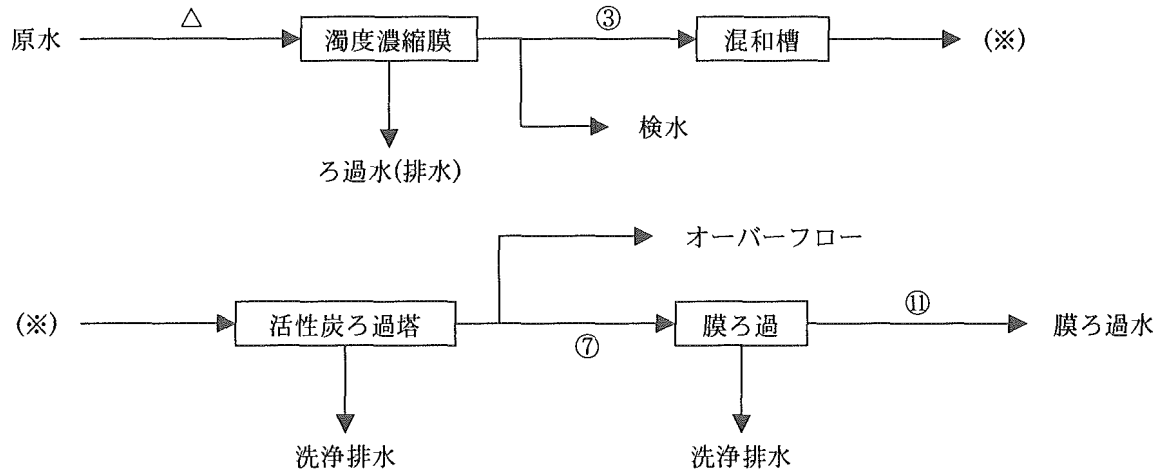 △
③
原水
濁度濃縮膜
混和槽
(※)
検水
ろ過水(排水)
オーバーフロー
⑪
(※)
活性炭ろ過塔
膜ろ過
膜ろ過水
⑦
洗浄排水
洗浄排水